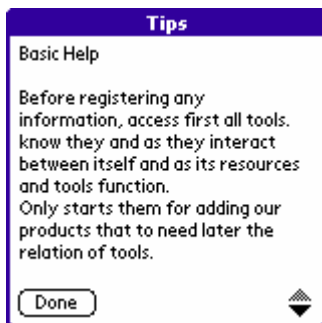 Tips
Basic Help
Before registering any
information, access first all tools.
know they and as they interact
between itself and as its resources
and tools function.
Only starts them for adding our
products that to need later the
relation of tools.
Done